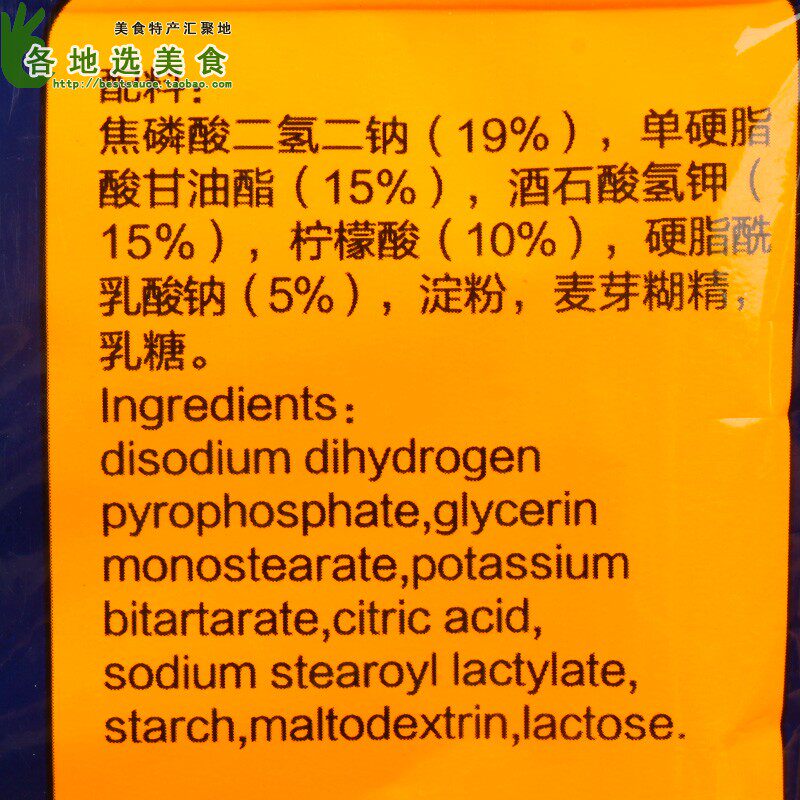 美食特产汇聚地
各地选美食
http://bestsauce.taobao.com/
配料：
焦磷酸二氢二钠（19%），单硬脂
酸甘油酯（15%），酒石酸氢钾（
15%），柠檬酸（10%），硬脂酰
乳酸钠（5%），淀粉，麦芽糊精，
乳糖。
Ingredients：
disodium dihydrogen
pyrophosphate,glycerin
monostearate,potassium
bitartarate,citric acid,
sodium stearoyl lactylate,
starch,maltodextrin,lactose.